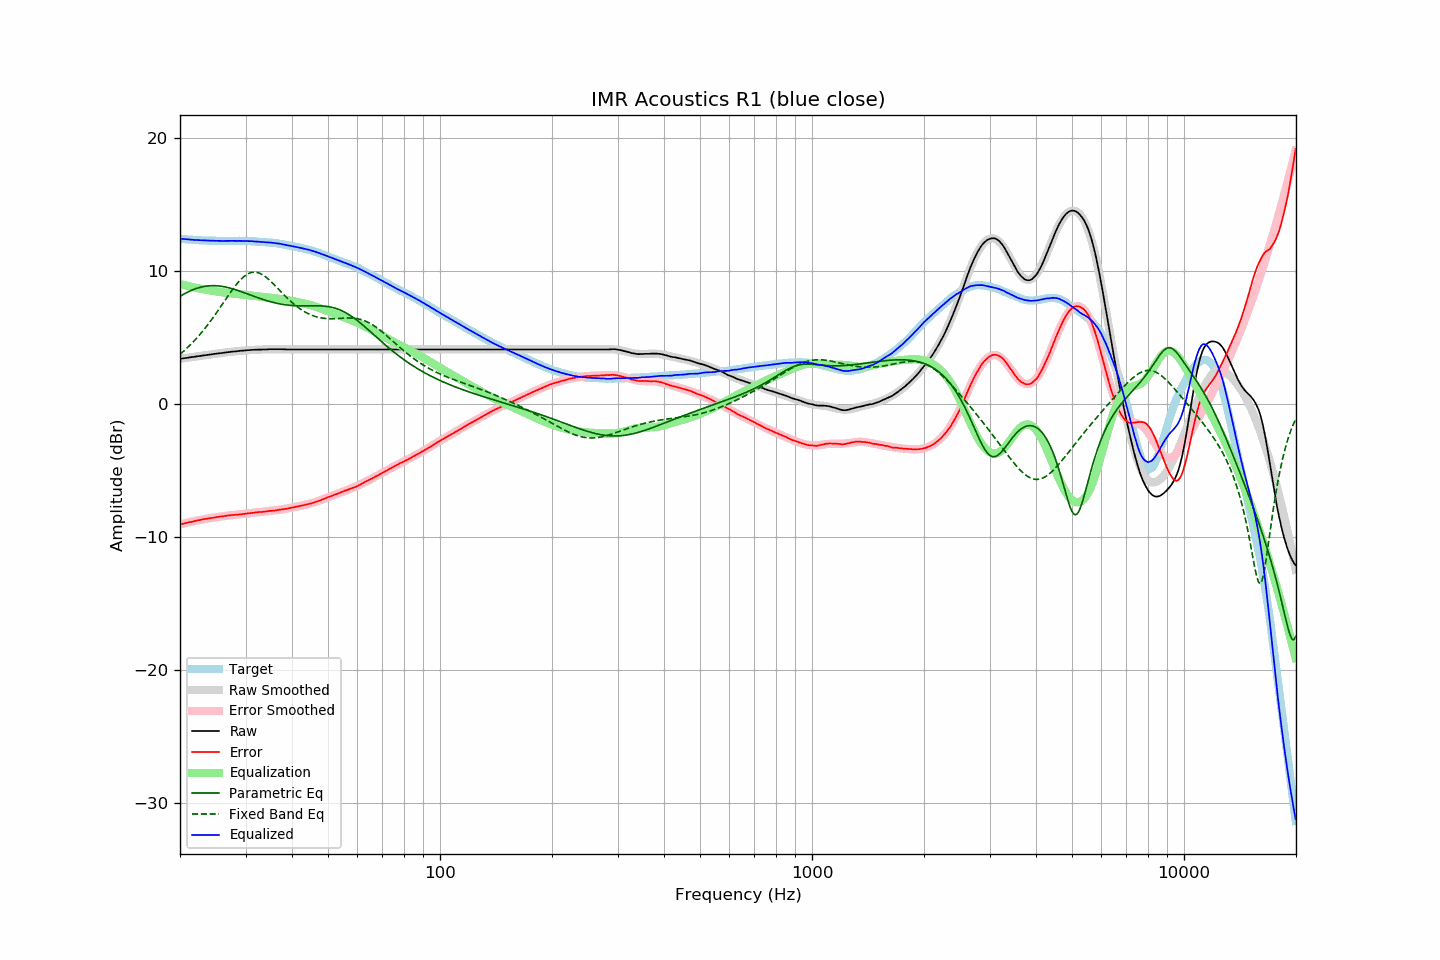 IMR Acoustics R1 (blue close)
20
10
0
−10
−20
−30
Amplitude (dBr)
Target
Raw Smoothed
Error Smoothed
Raw
Error
Equalization
Parametric Eq
Fixed Band Eq
Equalized
100
1000
10000
Frequency (Hz)